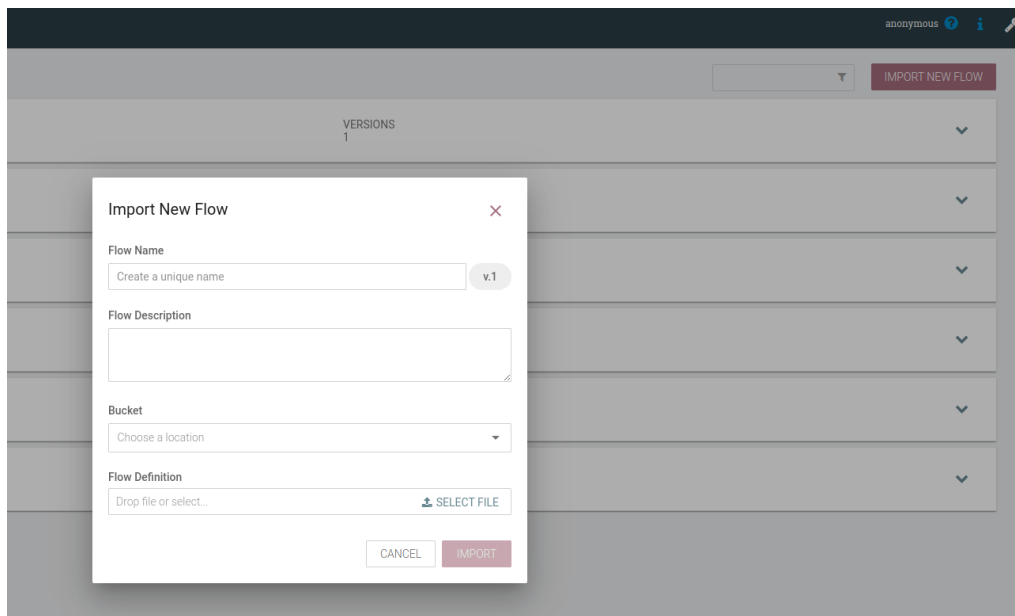 anonymous
IMPORT NEW FLOW
VERSIONS
1
Import New Flow
Flow Name
Create a unique name
v.1
Flow Description
Bucket
Choose a location
Flow Definition
Drop file or select...
SELECT FILE
CANCEL
IMPORT